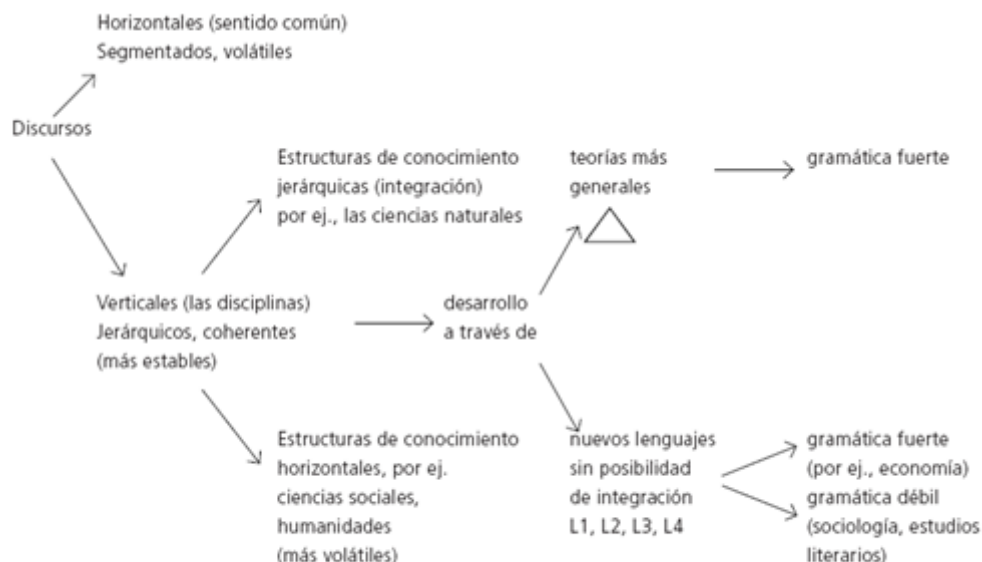 Horizontales (sentido común)
Segmentados, volátiles
Discursos
Estructuras de conocimiento
jerárquicas (integración)
por ej., las ciencias naturales
teorías más
generales
gramática fuerte
Verticales (las disciplinas)
Jerárquicos, coherentes
(más estables)
desarrollo
a través de
Estructuras de conocimiento
horizontales, por ej.
ciencias sociales,
humanidades
(más volátiles)
nuevos lenguajes
sin posibilidad
de integración
L1, L2, L3, L4
gramática fuerte
(por ej., economía)
gramática débil
(sociología, estudios
literarios)